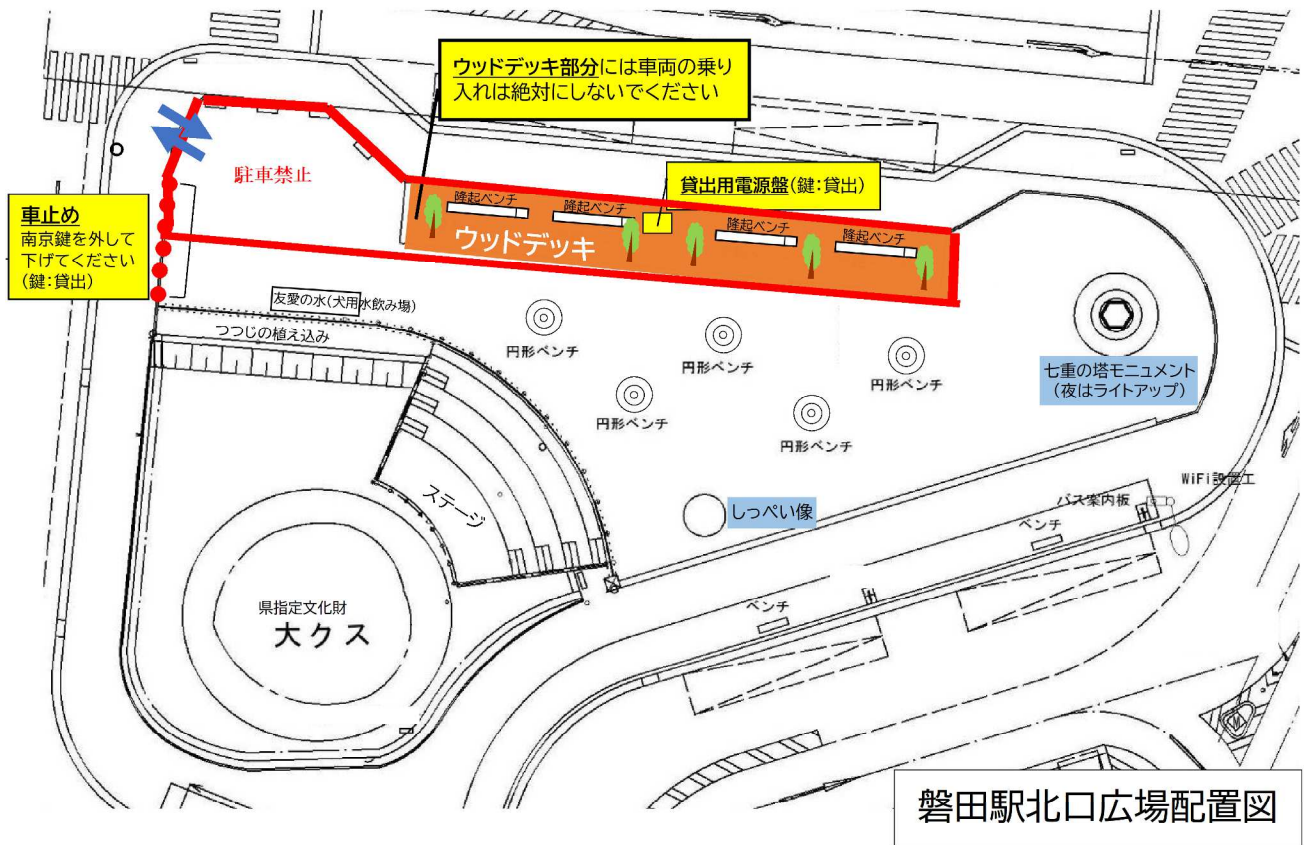 ウッドデッキ部分には車両の乗り
入れは絶対にしないでください
駐車禁止
貸出用電源盤(鍵:貸出)
車止め
南京鍵を外して
下げてください
(鍵:貸出)
隆起ベンチ
隆起ベンチ
隆起ベンチ
隆起ベンチ
ウッドデッキ
友愛の水(犬用水飲み場)
つつじの植え込み
円形ベンチ
円形ベンチ
円形ベンチ
円形ベンチ
円形ベンチ
七重の塔モニュメント
(夜はライトアップ)
ステージ
しっぺい像
WiFi設置工
バス案内板
ベンチ
ベンチ
県指定文化財
大クス
磐田駅北口広場配置図